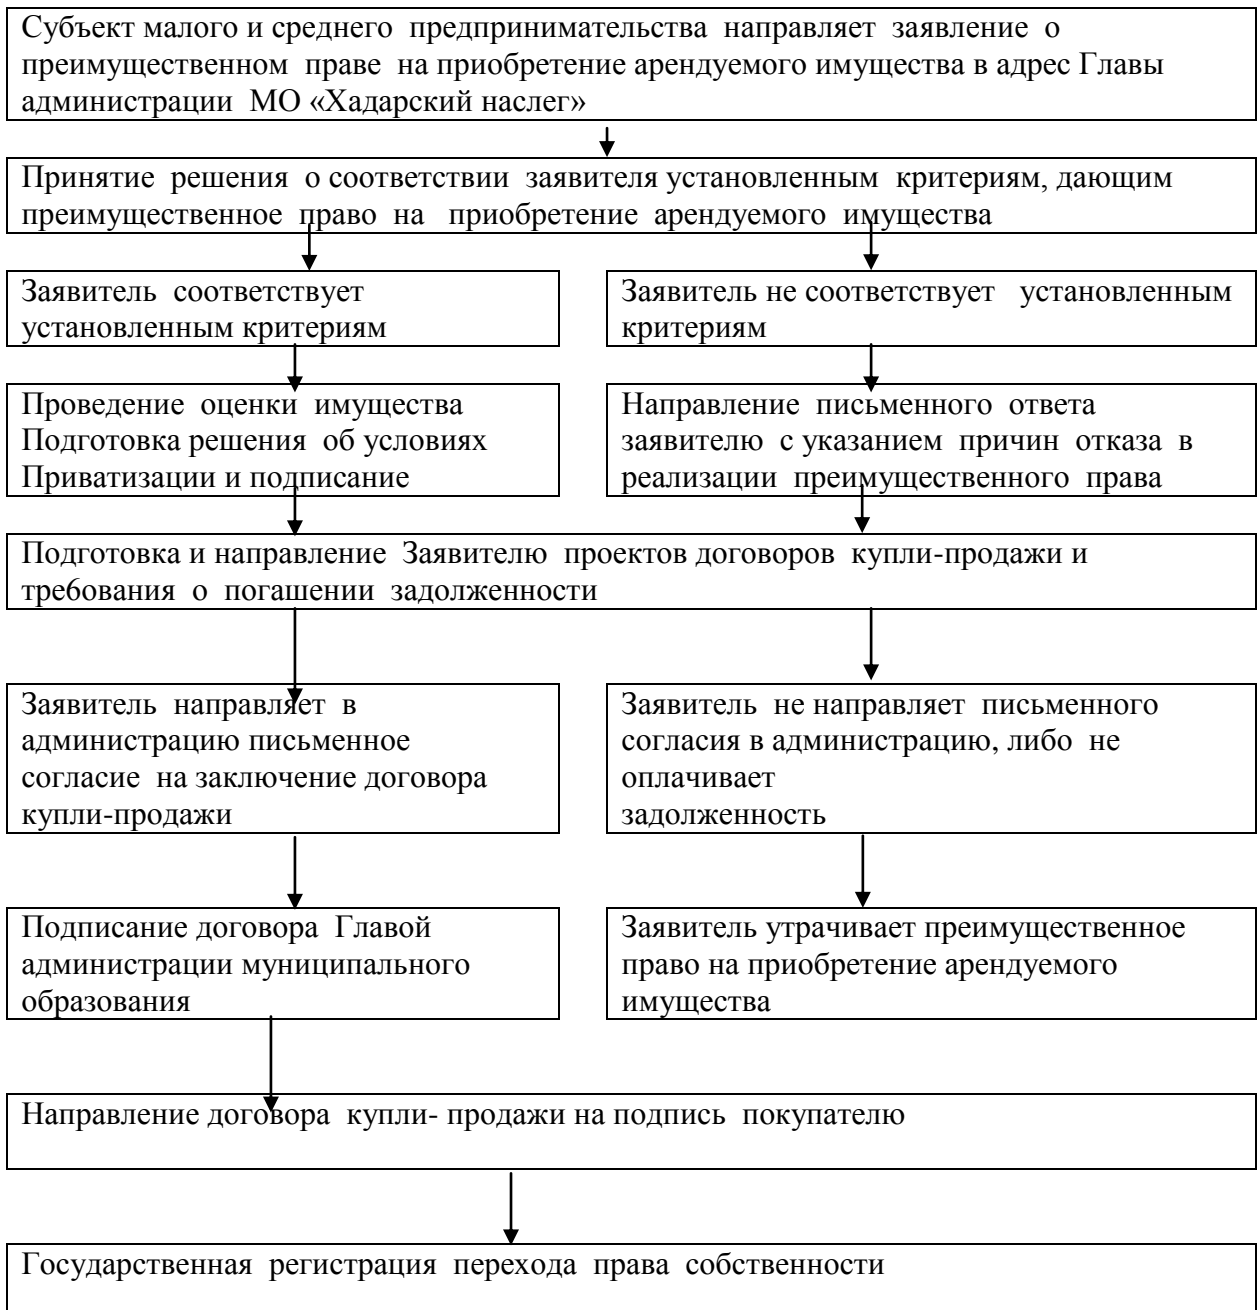 Субъект малого и среднего предпринимательства направляет заявление о
преимущественном праве на приобретение арендуемого имущества в адрес Главы
администрации МО «Хадарский наслег»
Принятие решения о соответствии заявителя установленным критериям, дающим
преимущественное право на приобретение арендуемого имущества
Заявитель соответствует
установленным критериям
Заявитель не соответствует установленным
критериям
Проведение оценки имущества
Подготовка решения об условиях
Приватизации и подписание
Направление письменного ответа
заявителю с указанием причин отказа в
реализации преимущественного права
Подготовка и направление Заявителю проектов договоров купли-продажи и
требования о погашении задолженности
Заявитель направляет в
администрацию письменное
согласие на заключение договора
купли-продажи
Заявитель не направляет письменного
согласия в администрацию, либо не
оплачивает
задолженность
Подписание договора Главой
администрации муниципального
образования
Заявитель утрачивает преимущественное
право на приобретение арендуемого
имущества
Направление договора купли- продажи на подпись покупателю
Государственная регистрация перехода права собственности